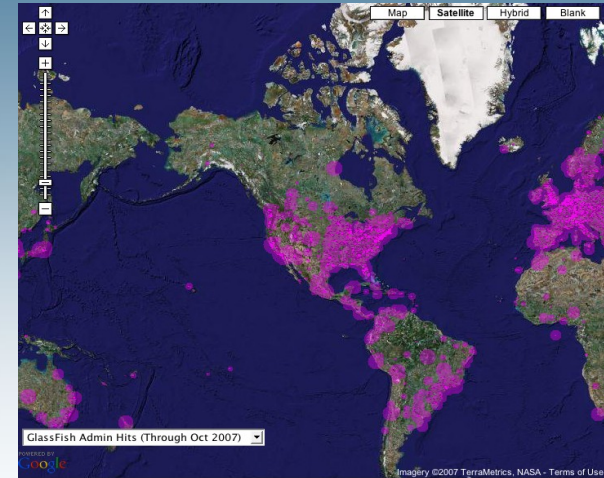 Map Satellite Hybrid Blank
GlassFish Admin Hits (Through Oct 2007)
POWERED BY
Google
Imagery ©2007 TerraMetrics, NASA - Terms of Use